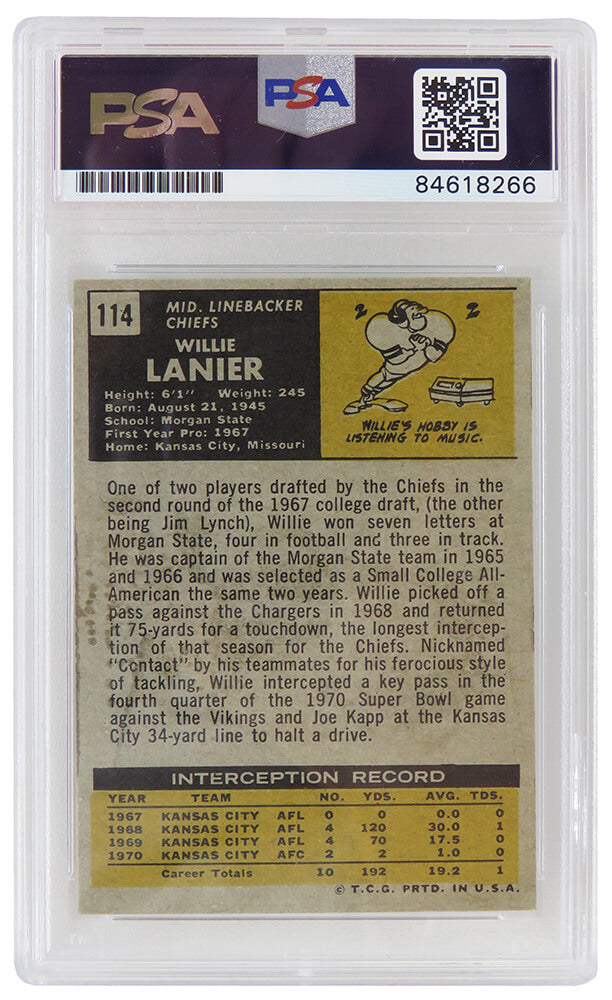 PSA
PSA
84618266
114
MID. LINEBACKER
CHIEFS
WILLIE
LANIER
Height: 6'1" Weight: 245
Born: August 21, 1945
School: Morgan State
First Year Pro: 1967
Home: Kansas City, Missouri
WILLIE'S HOBBY IS
LISTENING TO MUSIC.
One of two players drafted by the Chiefs in the
second round of the 1967 college draft, (the other
being Jim Lynch), Willie won seven letters at
Morgan State, four in football and three in track.
He was captain of the Morgan State team in 1965
and 1966 and was selected as a Small College All-
American the same two years. Willie picked off a
pass against the Chargers in 1968 and returned
it 75-yards for a touchdown, the longest intercep-
tion of that season for the Chiefs. Nicknamed
"Contact" by his teammates for his ferocious style
of tackling, Willie intercepted a key pass in the
fourth quarter of the 1970 Super Bowl game
against the Vikings and Joe Kapp at the Kansas
City 34-yard line to halt a drive.
INTERCEPTION RECORD
YEAR TEAM NO. YDS. AVG. TDS.
1967 KANSAS CITY AFL 0 0 0.0 0
1968 KANSAS CITY AFL 4 120 30.0 1
1969 KANSAS CITY AFL 4 70 17.5 0
1970 KANSAS CITY AFC 2 2 1.0 0
Career Totals 10 192 19.2 1
© T.C.G. PRTD. IN U.S.A.